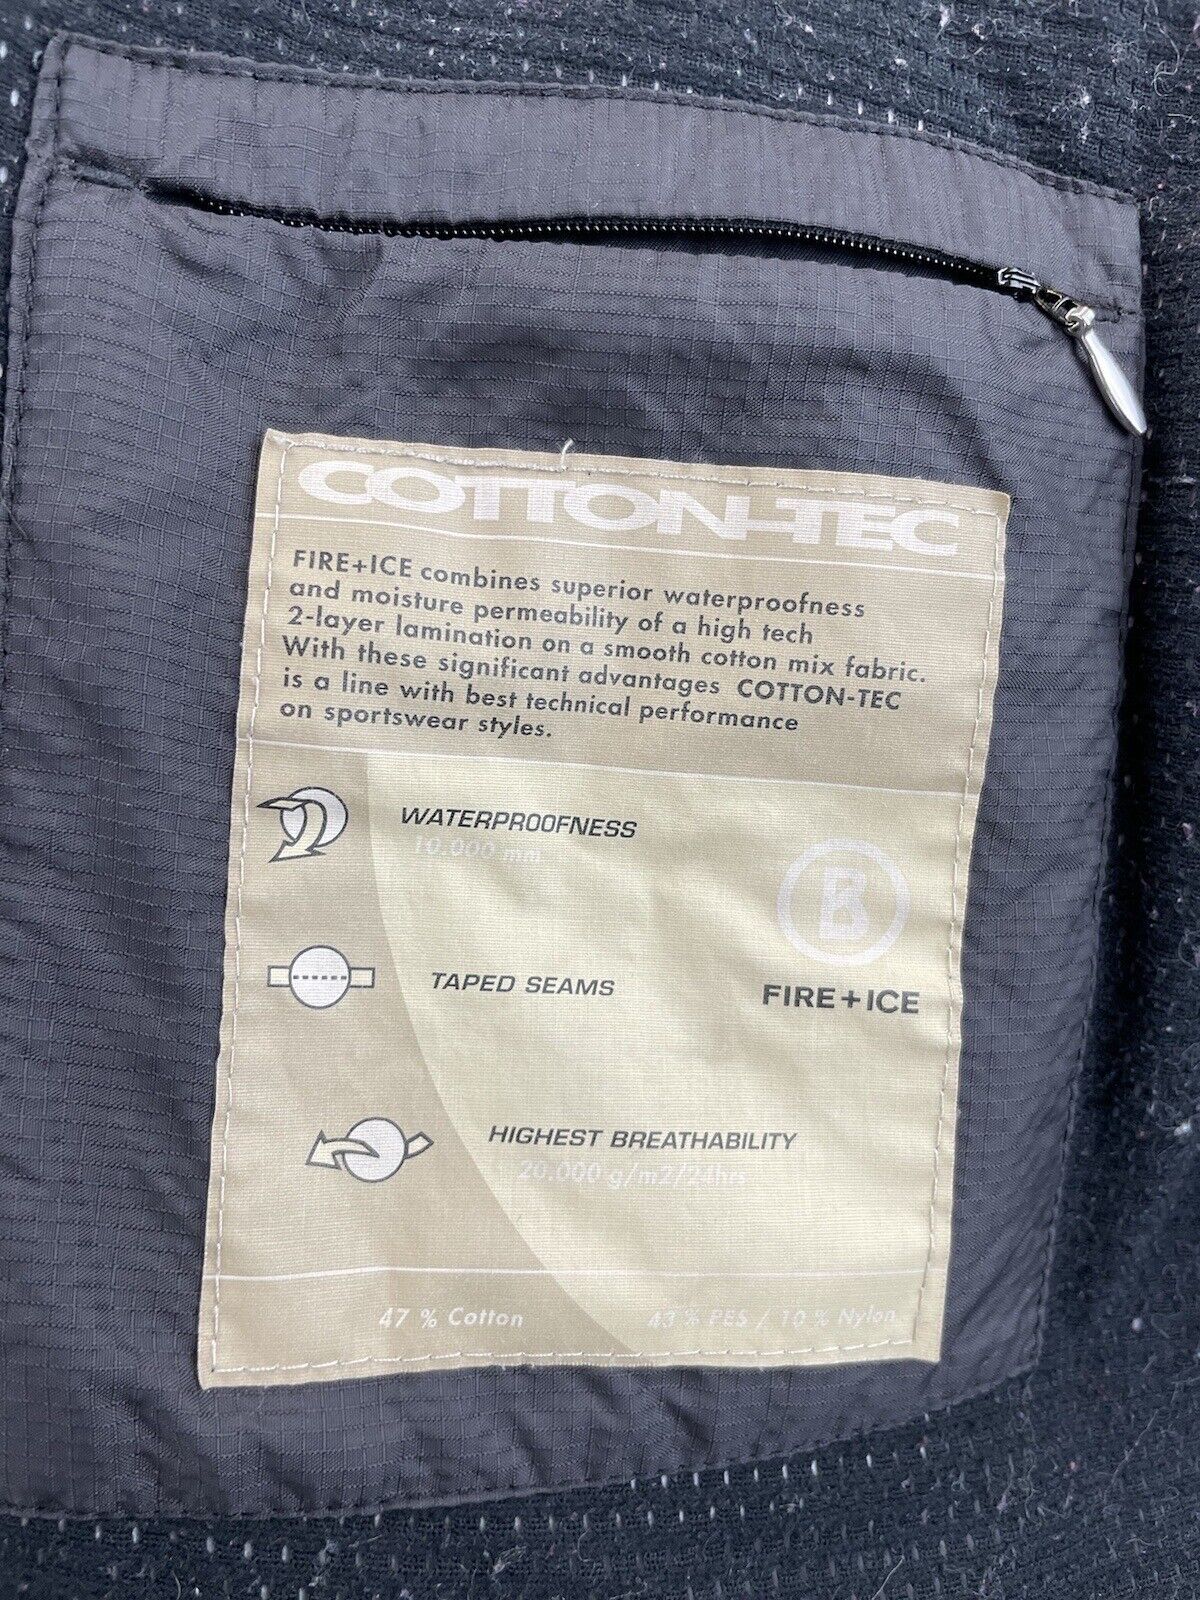 COTTON-TEC
FIRE+ICE combines superior waterproofness
and moisture permeability of a high tech
2-layer lamination on a smooth cotton mix fabric.
With these significant advantages COTTON-TEC
is a line with best technical performance
on sportswear styles.
WATERPROOFNESS
10.000 mm
B
TAPED SEAMS
FIRE+ICE
HIGHEST BREATHABILITY
20.000 g/m2/24hrs
47 % Cotton 43 % PES / 10 % Nylon